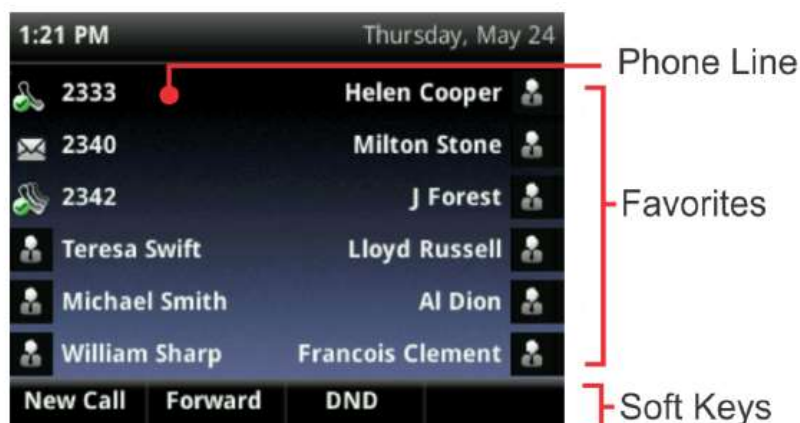 1:21 PM Thursday, May 24
Phone Line
2333 Helen Cooper
2340 Milton Stone
2342 J Forest
Favorites
Teresa Swift Lloyd Russell
Michael Smith Al Dion
William Sharp Francois Clement
New Call Forward DND
Soft Keys